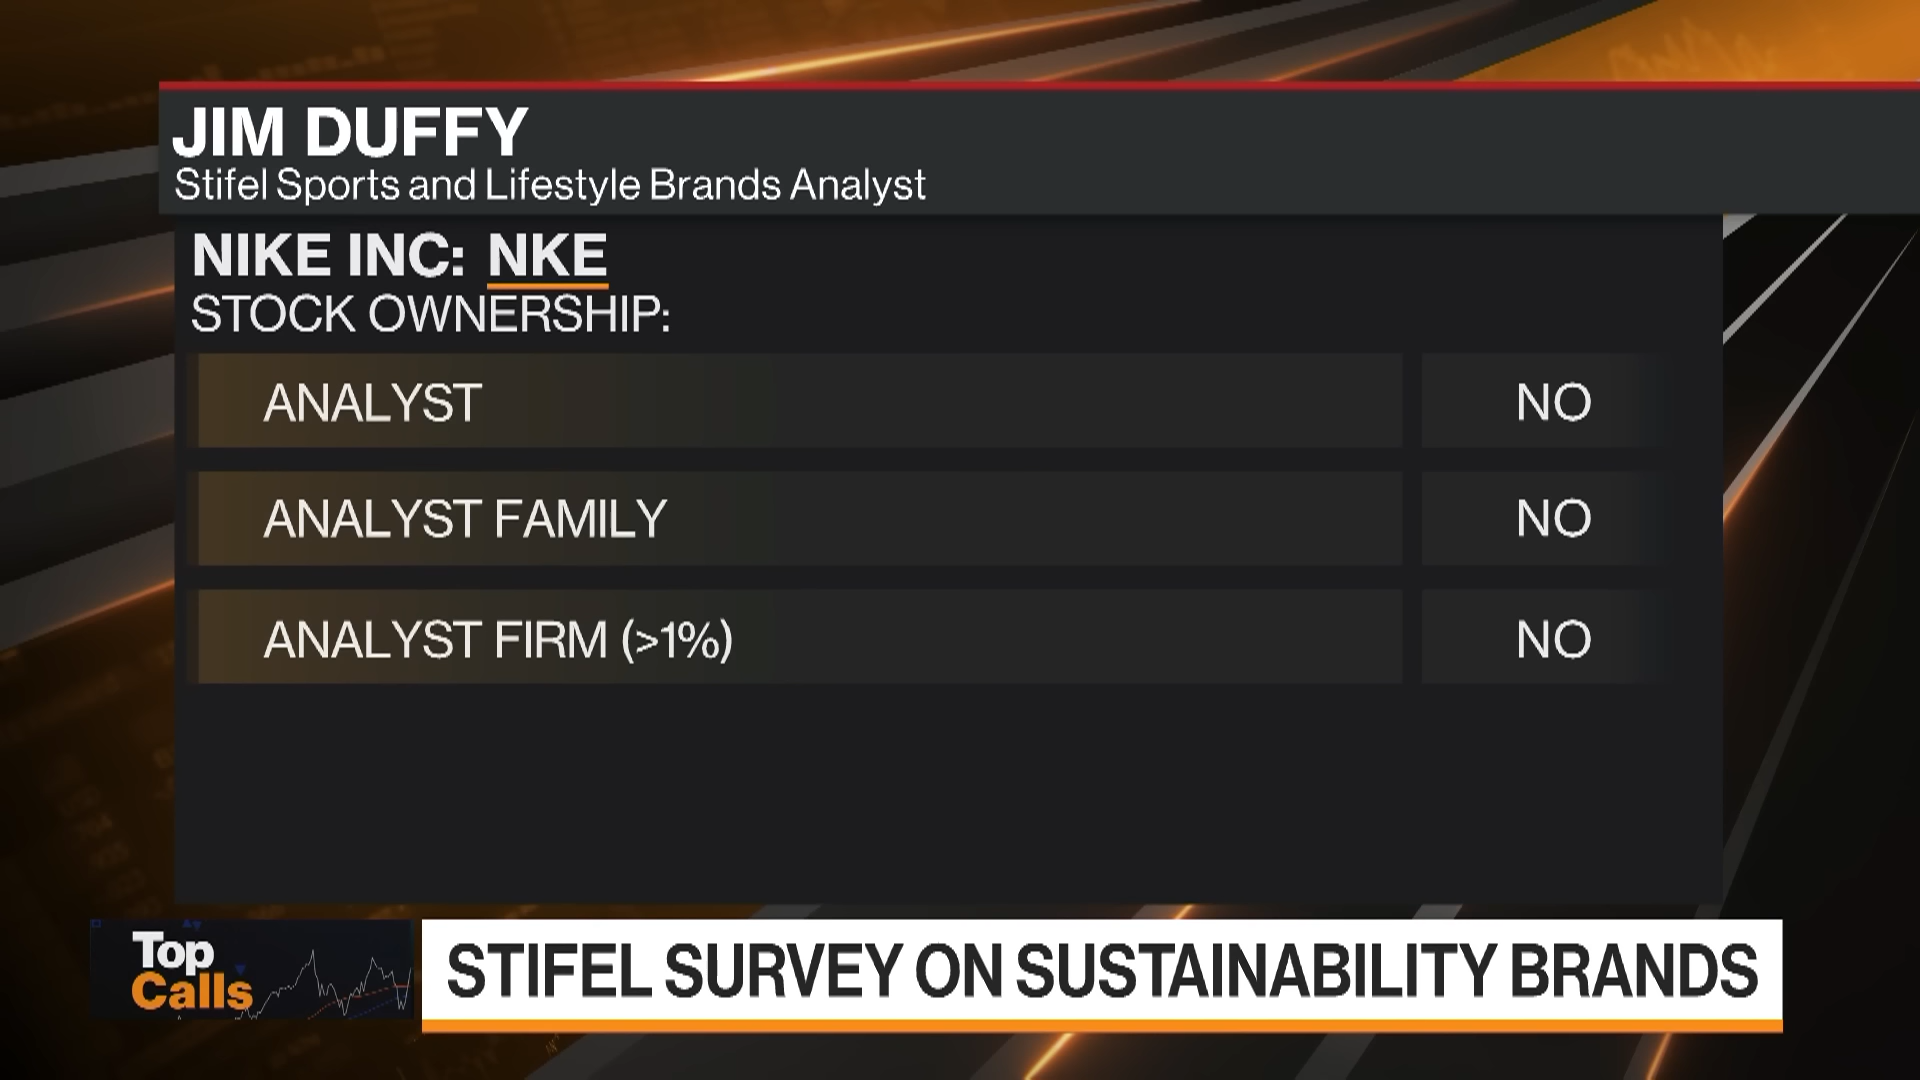 JIM DUFFY
Stifel Sports and Lifestyle Brands Analyst
NIKE INC: NKE
STOCK OWNERSHIP:
ANALYST NO
ANALYST FAMILY NO
ANALYST FIRM (>1%) NO
Top
Calls
STIFEL SURVEY ON SUSTAINABILITY BRANDS